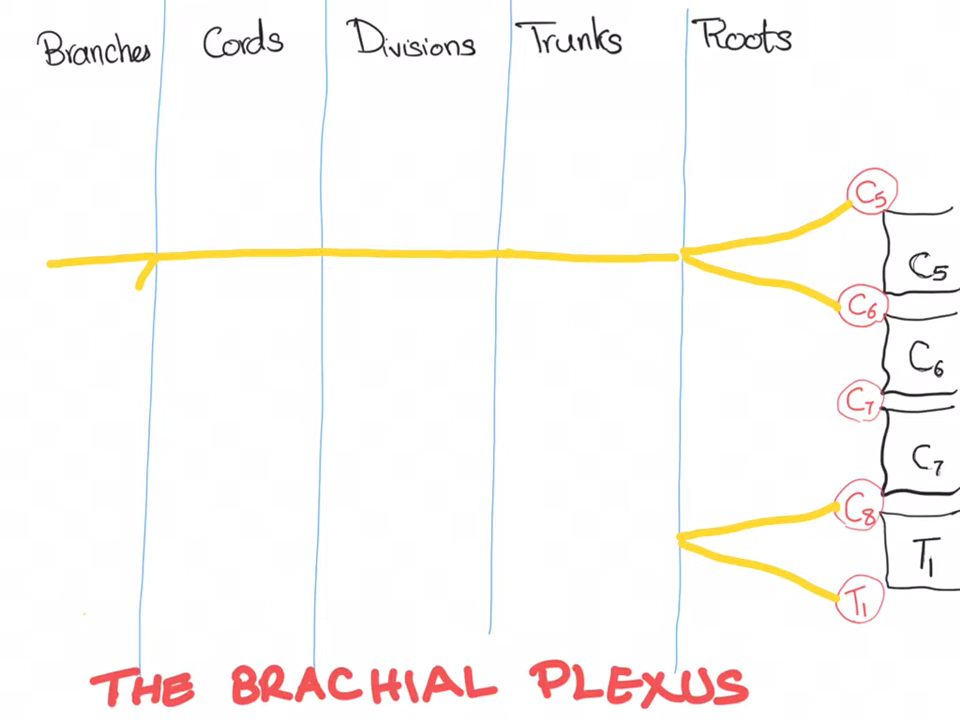 Branches Cords Divisions Trunks Roots
C5
C5
C6
C6
C7
C7
C8
T1
T1
THE BRACHIAL PLEXUS